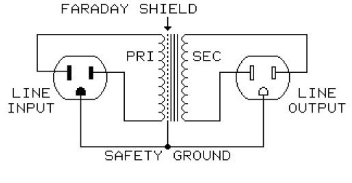 FARADAY SHIELD
PRI
SEC
LINE
INPUT
LINE
OUTPUT
SAFETY GROUND